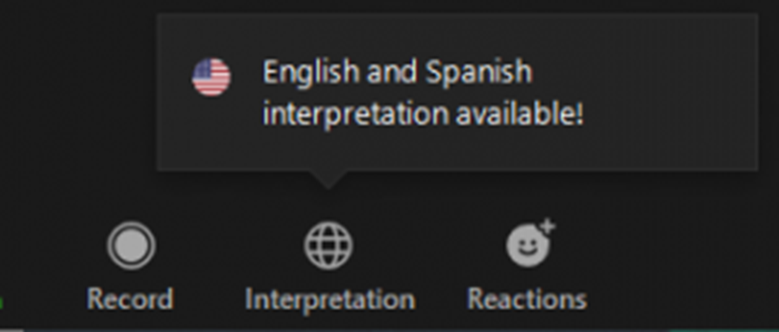 English and Spanish
interpretation available!
Record
Interpretation
Reactions